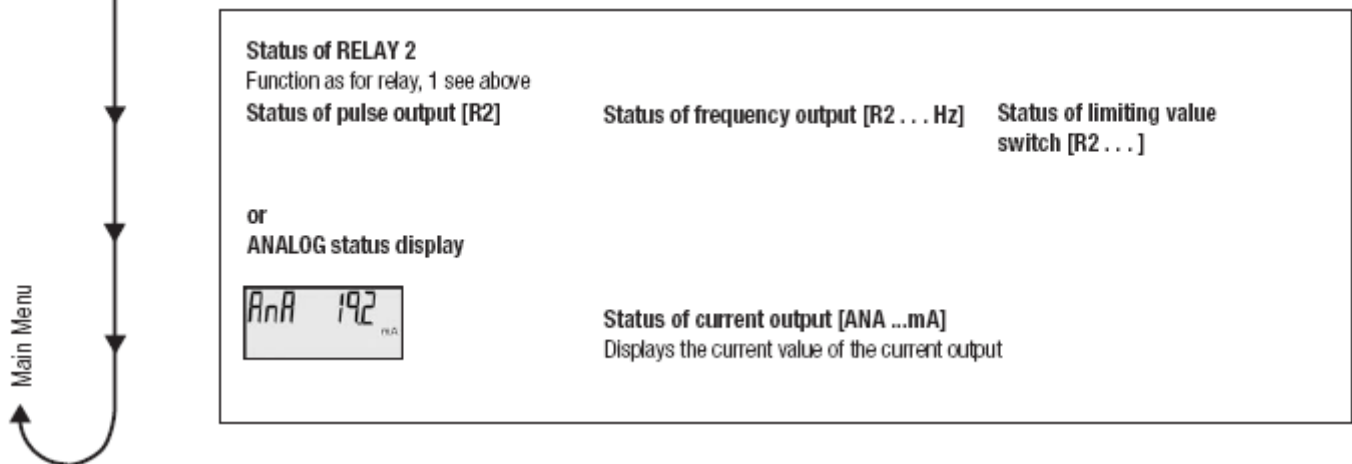 Status of RELAY 2
Function as for relay, 1 see above
Status of pulse output [R2]
Status of frequency output [R2 . . . Hz]
Status of limiting value
switch [R2 . . . ]
or
ANALOG status display
AnA 19.2
mA
Status of current output [ANA ...mA]
Displays the current value of the current output
Main Menu